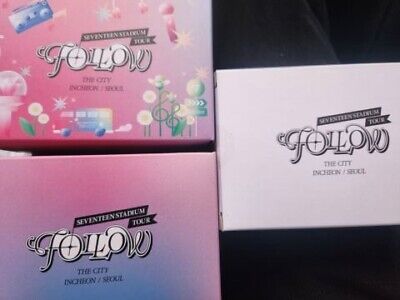 SEVENTEEN STADIUM
TOUR
FOLLOW
THE CITY
INCHEON / SEOUL
SEVENTEEN STADIUM
TOUR
FOLLOW
THE CITY
INCHEON / SEOUL
SEVENTEEN STADIUM
TOUR
FOLLOW
THE CITY
INCHEON / SEOUL